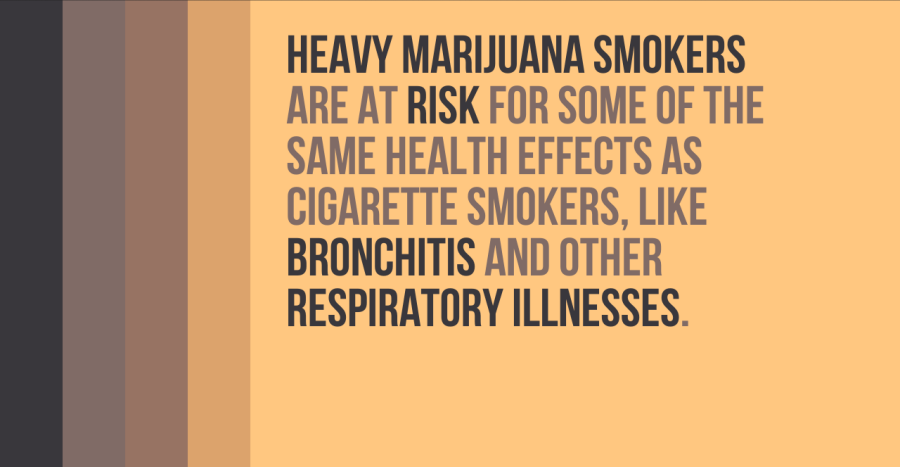 HEAVY MARIJUANA SMOKERS
ARE AT RISK FOR SOME OF THE
SAME HEALTH EFFECTS AS
CIGARETTE SMOKERS, LIKE
BRONCHITIS AND OTHER
RESPIRATORY ILLNESSES.